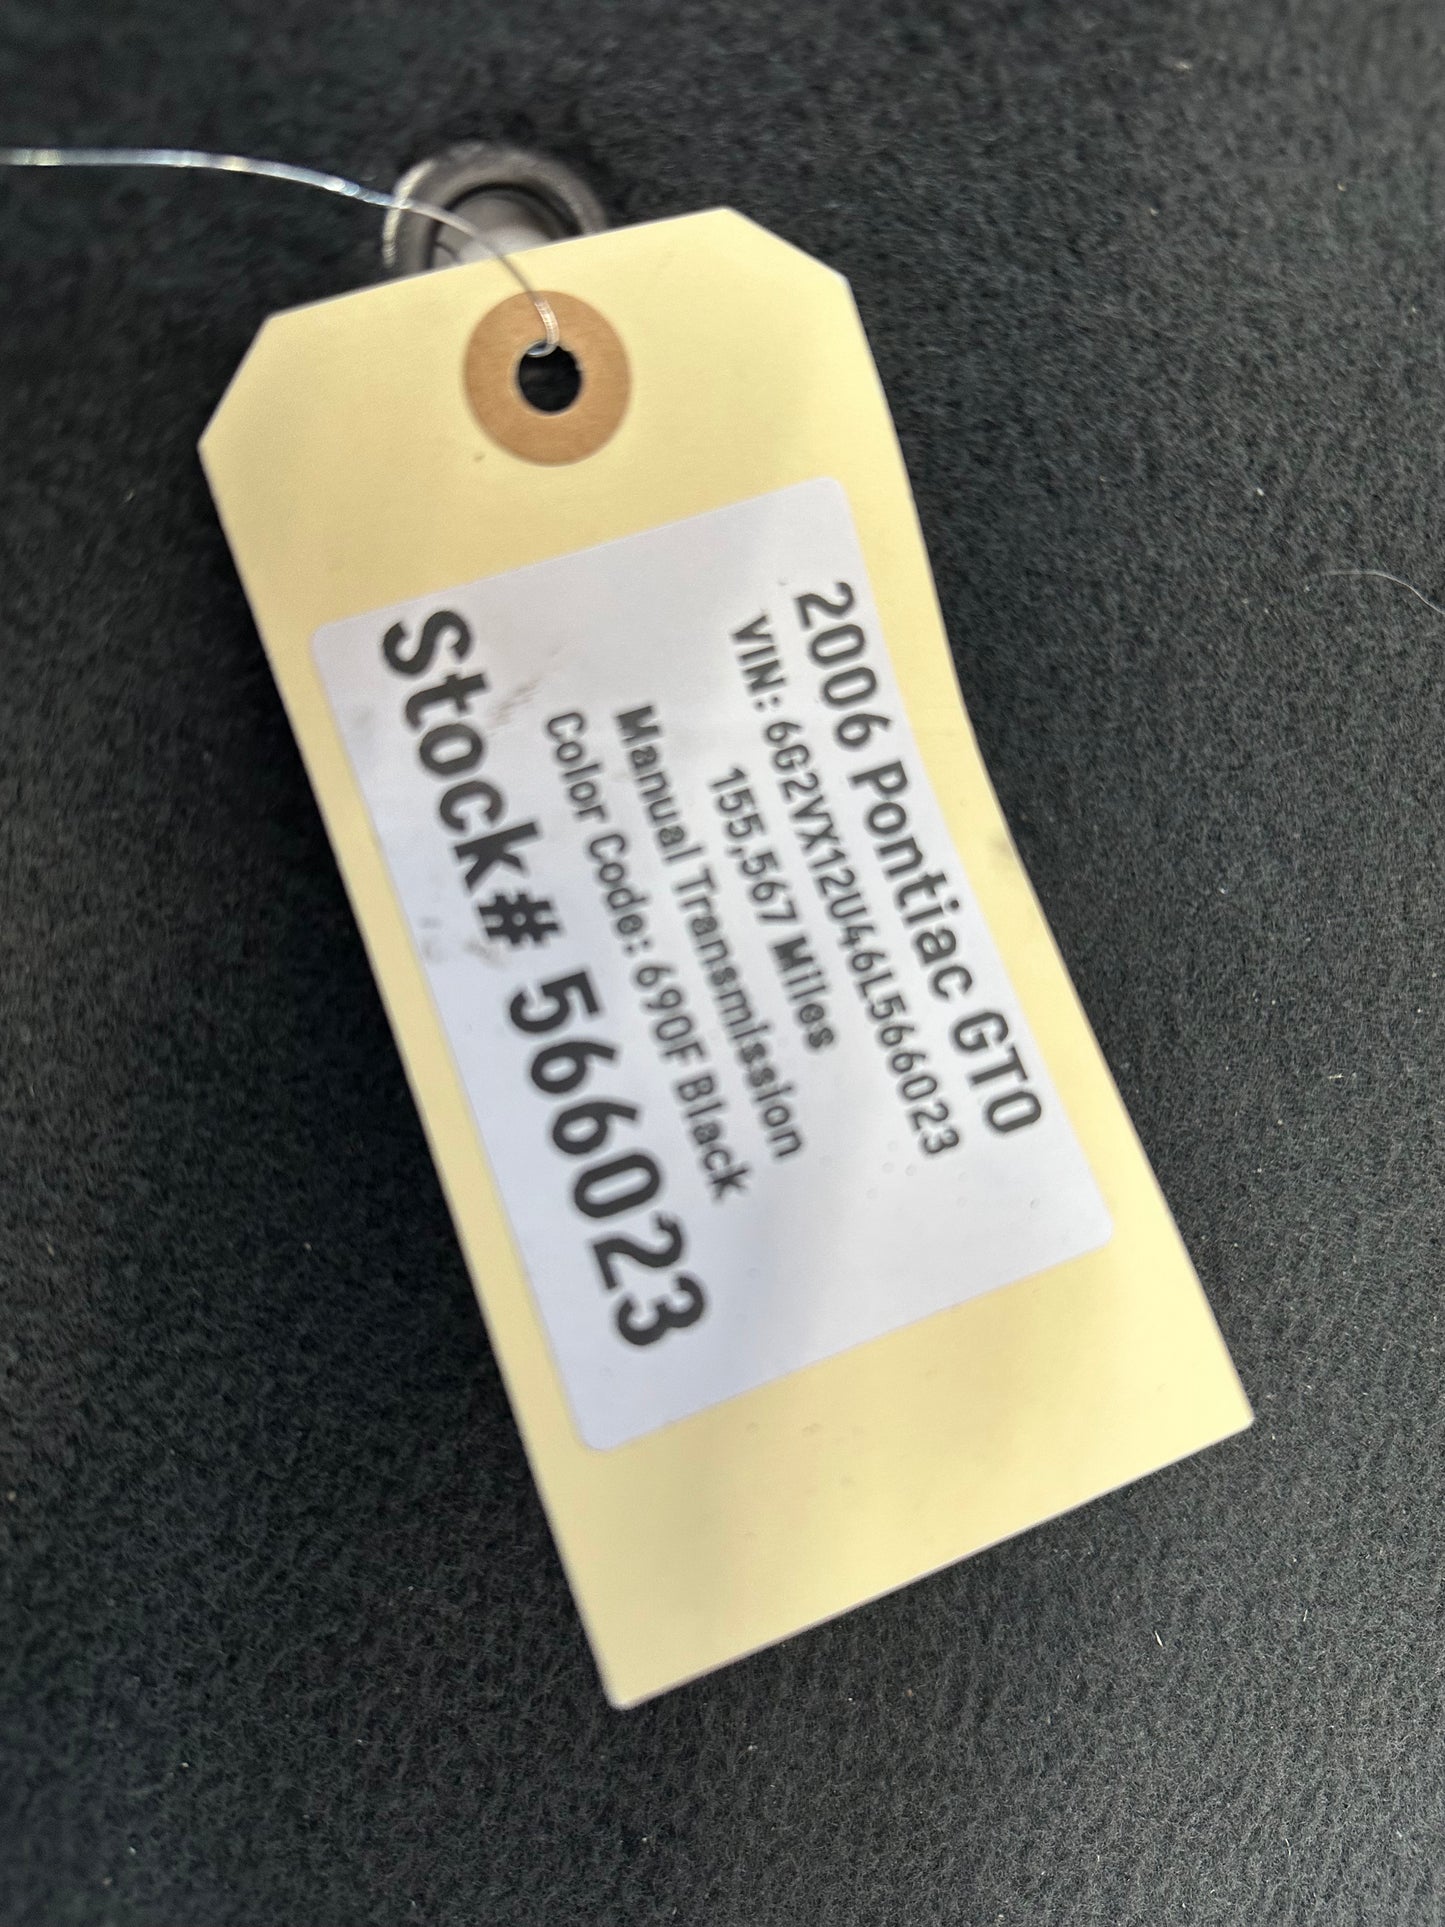 2006 Pontiac GTO
VIN: 6G2VX12U46L566023
155,567 Miles
Manual Transmission
Color Code: 690F Black
Stock# 566023